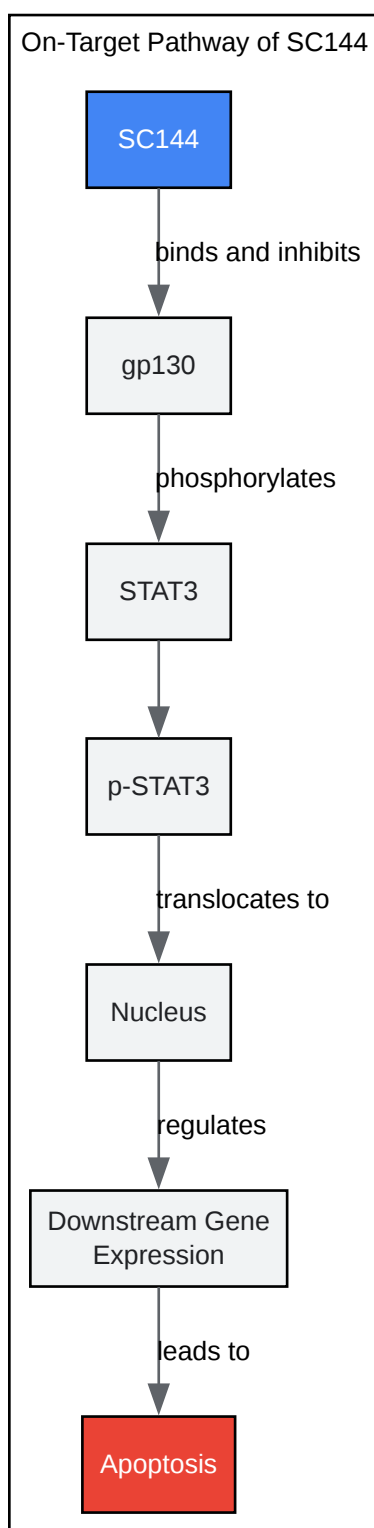 On-Target Pathway of SC144
SC144
binds and inhibits
gp130
phosphorylates
STAT3
p-STAT3
translocates to
Nucleus
regulates
Downstream Gene
Expression
leads to
Apoptosis